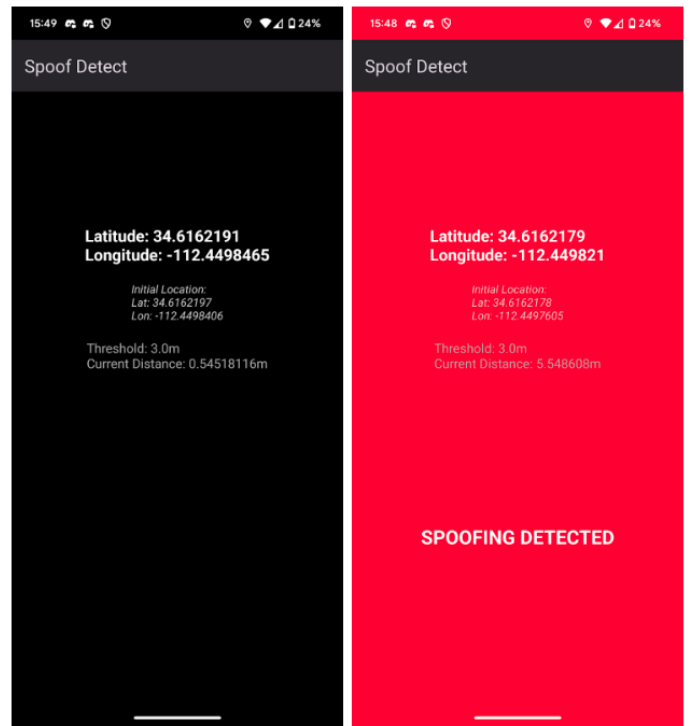 15:49
24%
Spoof Detect
Latitude: 34.6162191
Longitude: -112.4498465
Initial Location:
Lat: 34.6162197
Lon: -112.4498406
Threshold: 3.0m
Current Distance: 0.54518116m
15:48
24%
Spoof Detect
Latitude: 34.6162179
Longitude: -112.449821
Initial Location:
Lat: 34.6162178
Lon: -112.4497605
Threshold: 3.0m
Current Distance: 5.548608m
SPOOFING DETECTED